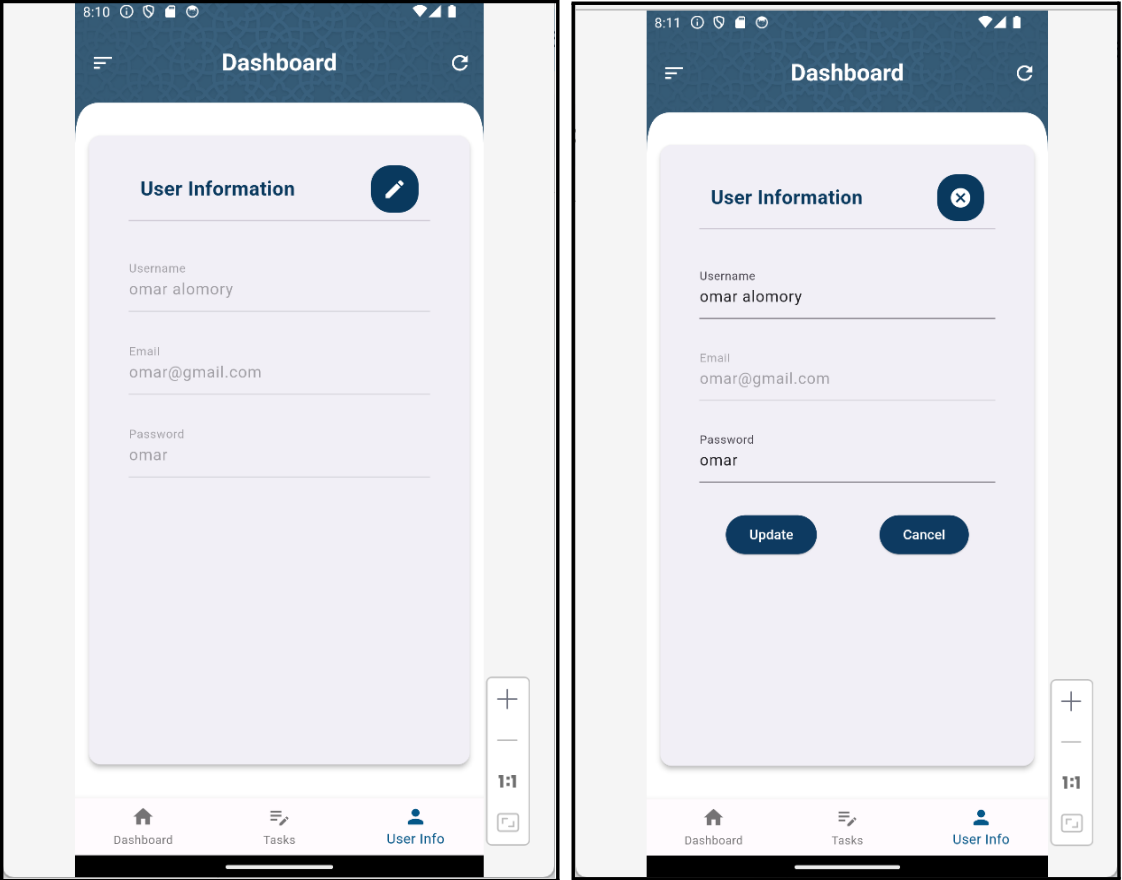 8:10
Dashboard
User Information
Username
omar alomory
Email
omar@gmail.com
Password
omar
Dashboard
Tasks
User Info
1:1
8:11
Dashboard
User Information
Username
omar alomory
Email
omar@gmail.com
Password
omar
Update
Cancel
Dashboard
Tasks
User Info
1:1